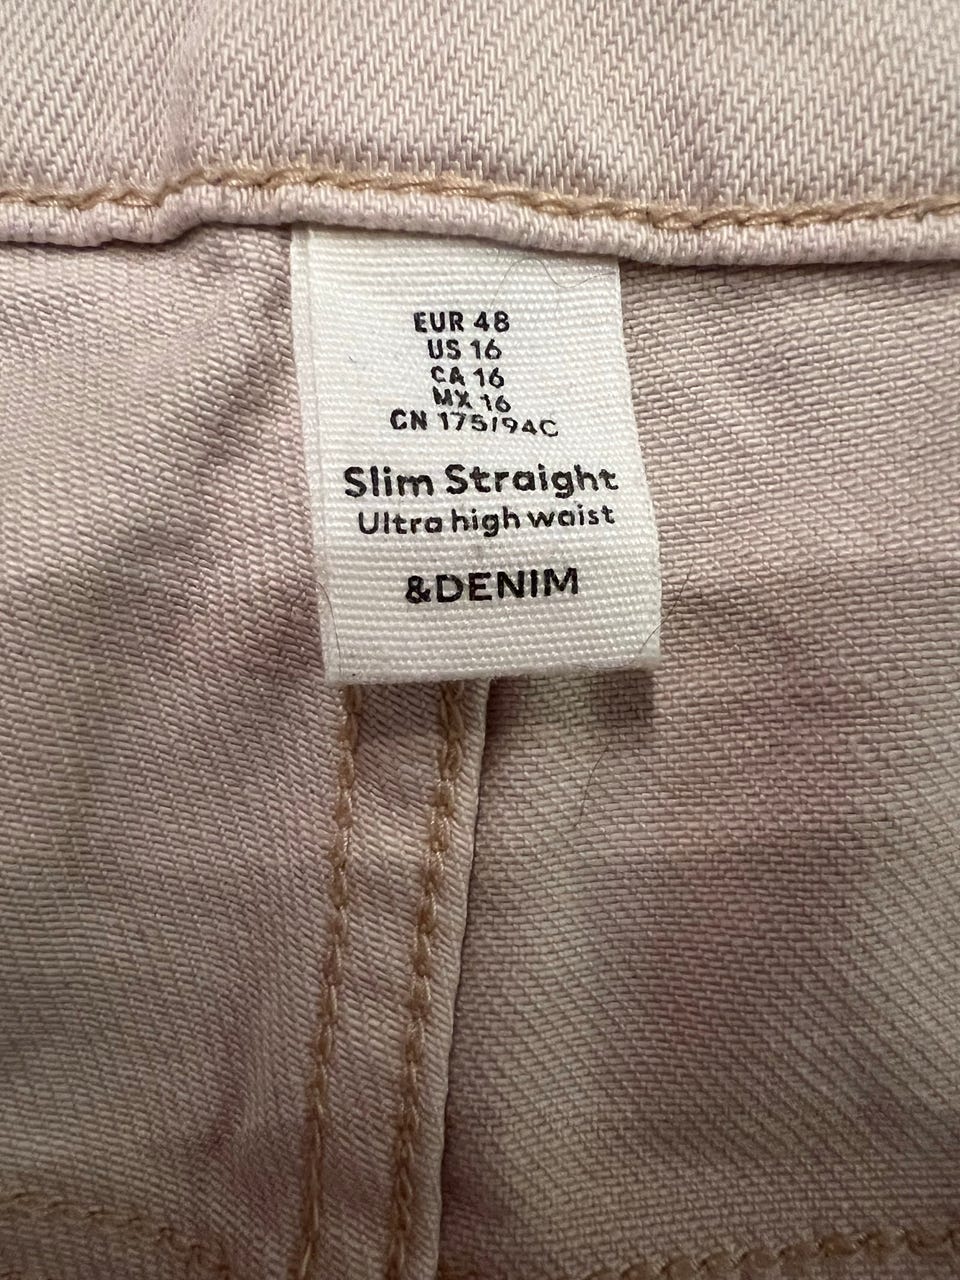 EUR 48
US 16
CA 16
MX 16
CN 175/94C
Slim Straight
Ultra high waist
&DENIM